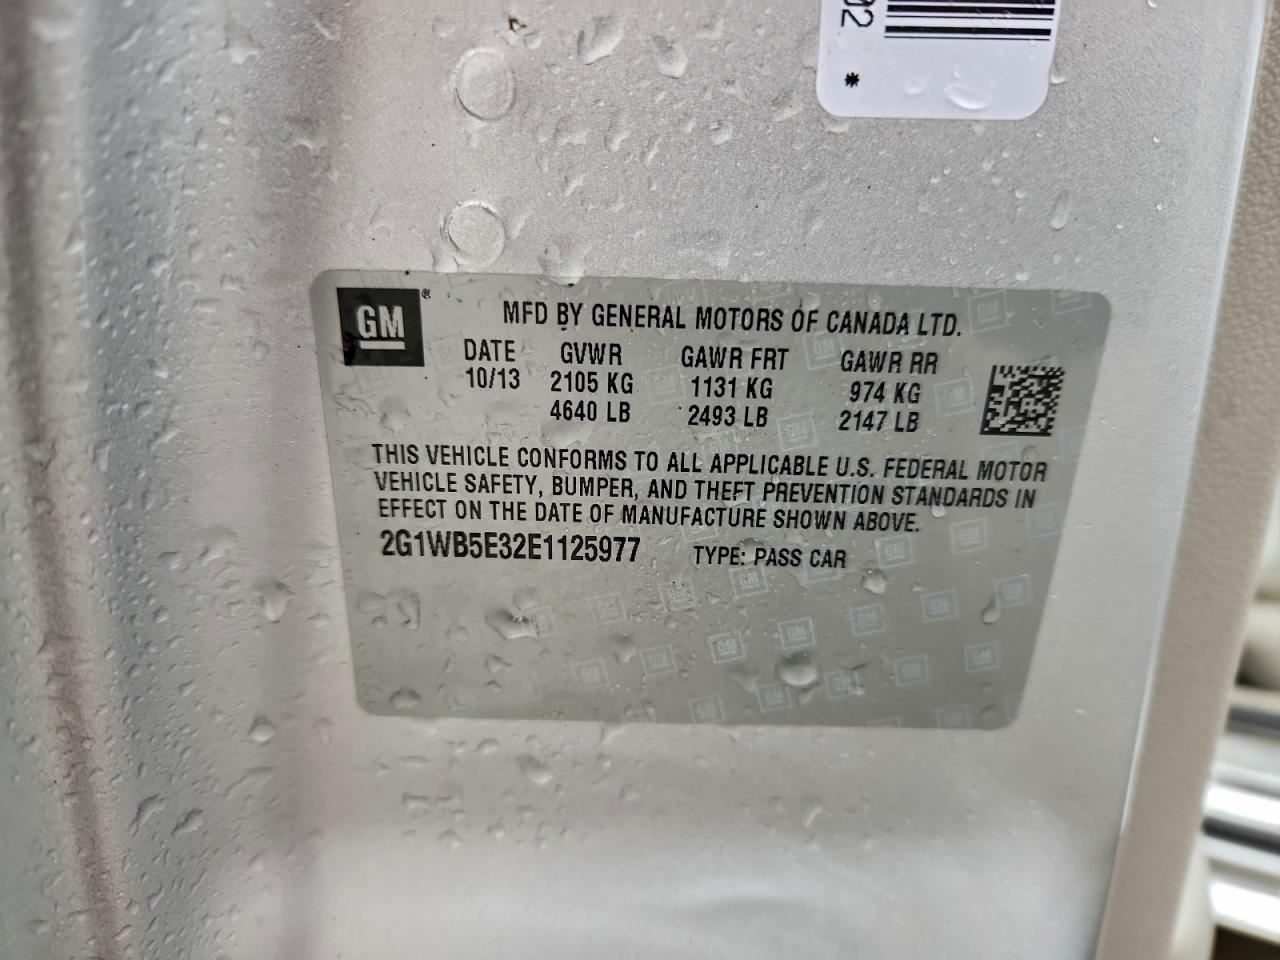 02
*
GM®
MFD BY GENERAL MOTORS OF CANADA LTD.
DATE GVWR GAWR FRT GAWR RR
10/13 2105 KG 1131 KG 974 KG
4640 LB 2493 LB 2147 LB
THIS VEHICLE CONFORMS TO ALL APPLICABLE U.S. FEDERAL MOTOR
VEHICLE SAFETY, BUMPER, AND THEFT PREVENTION STANDARDS IN
EFFECT ON THE DATE OF MANUFACTURE SHOWN ABOVE.
2G1WB5E32E1125977 TYPE: PASS CAR